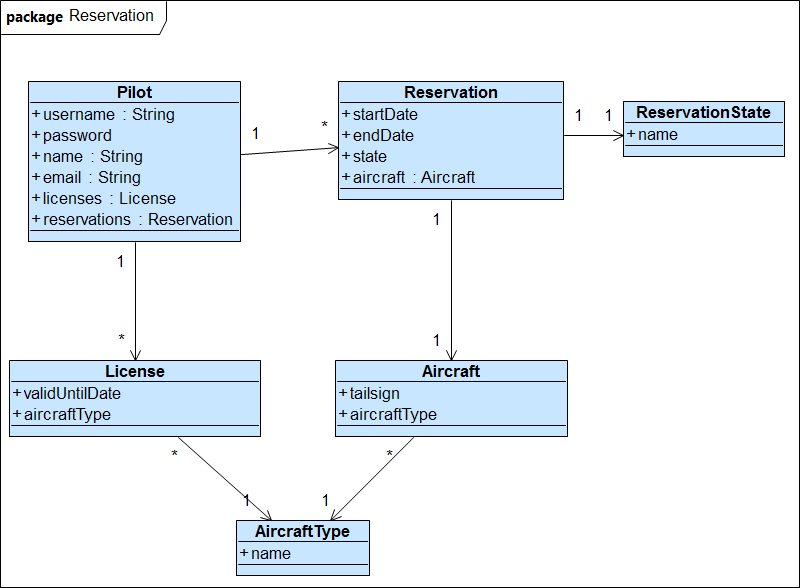 package Reservation
Pilot
+username : String
+password
+name : String
+email : String
+licenses : License
+reservations : Reservation
1
*
Reservation
+startDate
+endDate
+state
+aircraft : Aircraft
1
1
ReservationState
+name
1
*
1
1
License
+validUntilDate
+aircraftType
Aircraft
+tailsign
+aircraftType
*
1
*
1
AircraftType
+name